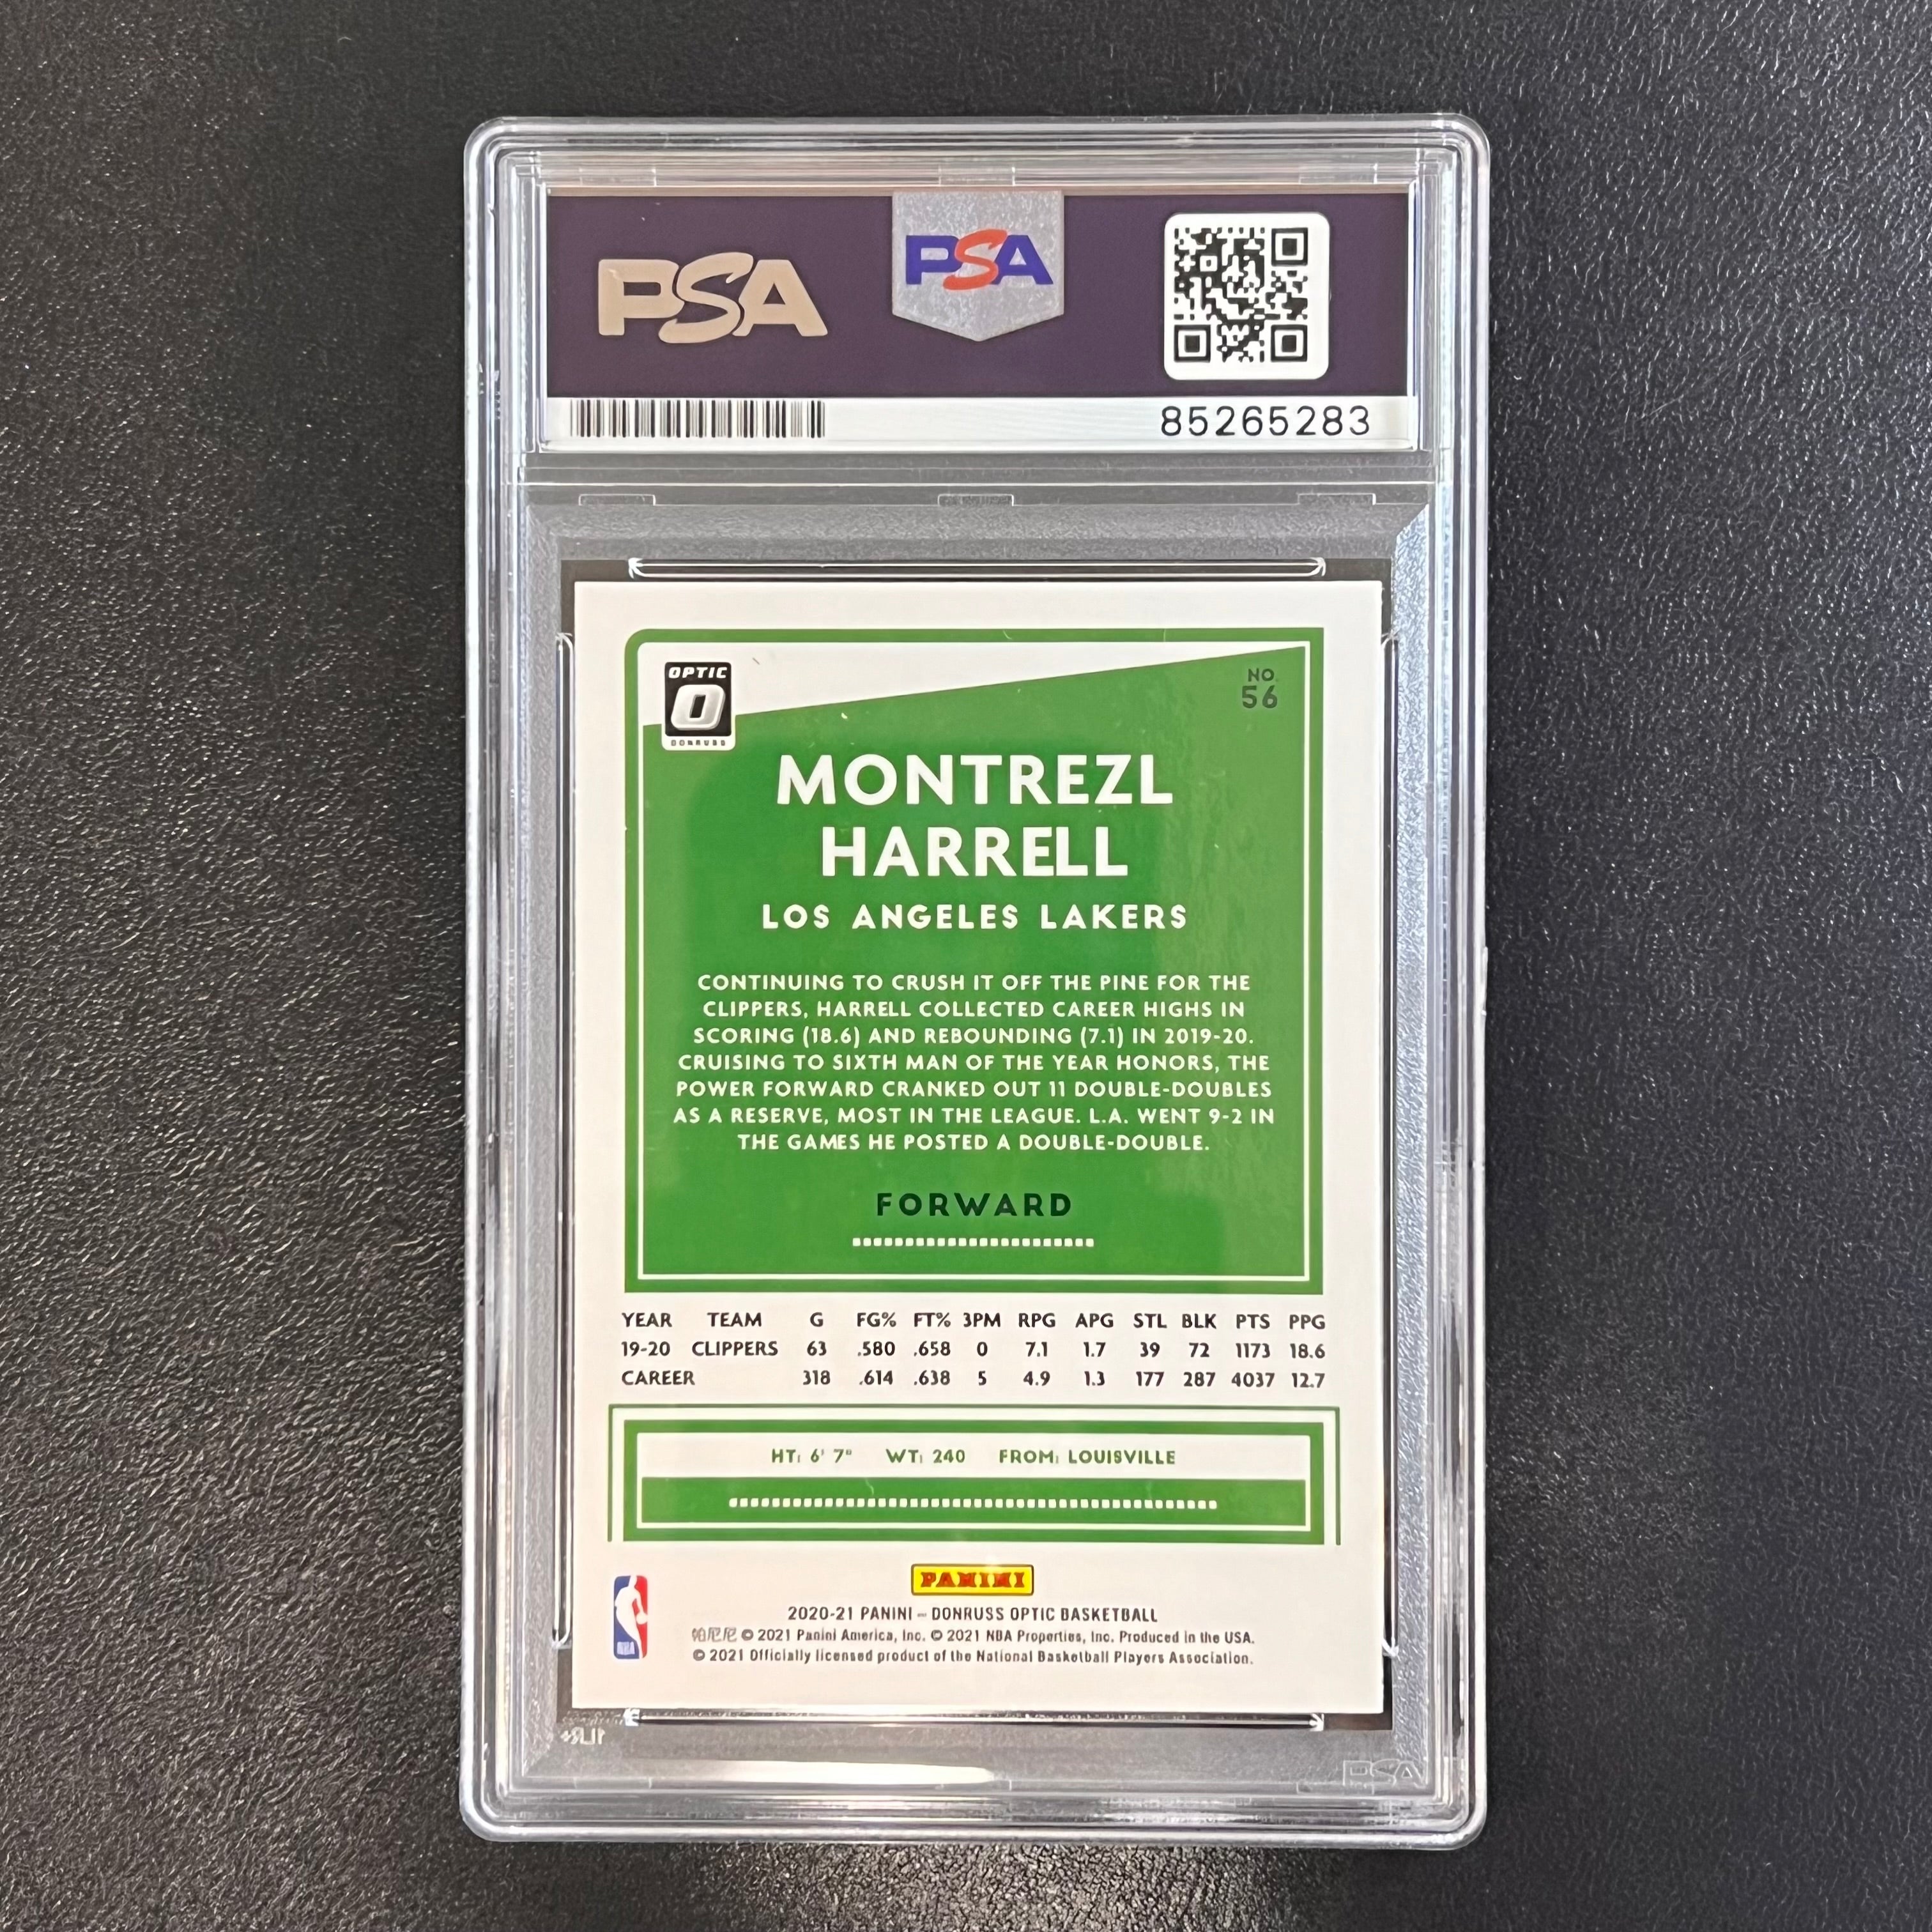 PSA
PSA
85265283
OPTIC
O
DONRUSS
NO.
56
MONTREZL
HARRELL
LOS ANGELES LAKERS
CONTINUING TO CRUSH IT OFF THE PINE FOR THE
CLIPPERS, HARRELL COLLECTED CAREER HIGHS IN
SCORING (18.6) AND REBOUNDING (7.1) IN 2019-20.
CRUISING TO SIXTH MAN OF THE YEAR HONORS, THE
POWER FORWARD CRANKED OUT 11 DOUBLE-DOUBLES
AS A RESERVE, MOST IN THE LEAGUE. L.A. WENT 9-2 IN
THE GAMES HE POSTED A DOUBLE-DOUBLE.
FORWARD
YEAR TEAM G FG% FT% 3PM RPG APG STL BLK PTS PPG
19-20 CLIPPERS 63 .580 .658 0 7.1 1.7 39 72 1173 18.6
CAREER 318 .614 .638 5 4.9 1.3 177 287 4037 12.7
HT: 6' 7" WT: 240 FROM: LOUISVILLE
PANINI
2020-21 PANINI – DONRUSS OPTIC BASKETBALL
帕尼尼 © 2021 Panini America, Inc. © 2021 NBA Properties, Inc. Produced in the USA.
© 2021 Officially licensed product of the National Basketball Players Association.
NBA
PSA